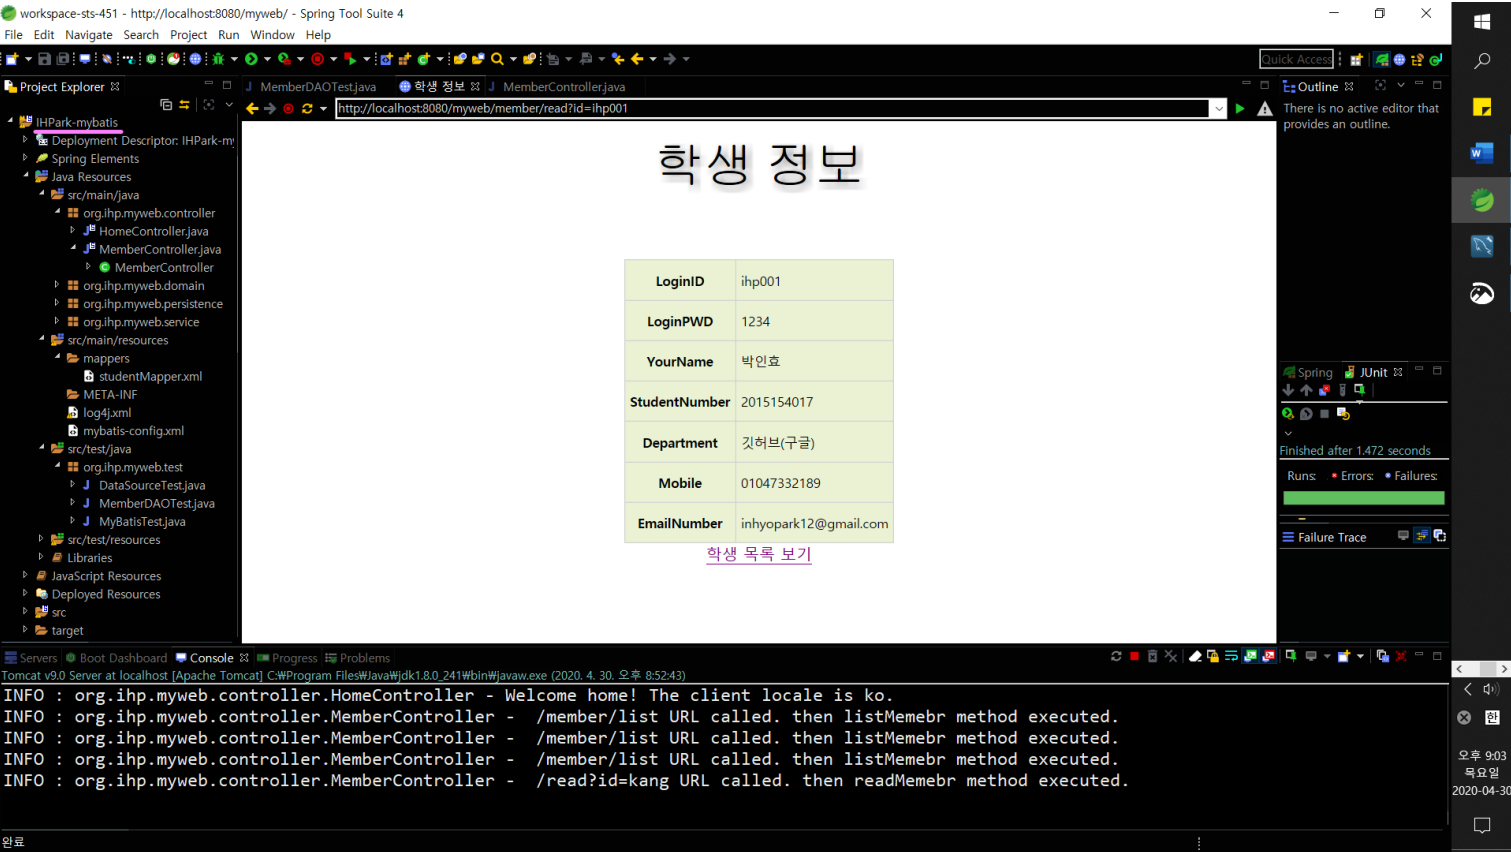 workspace-sts-451 - http://localhost:8080/myweb/ - Spring Tool Suite 4
File Edit Navigate Search Project Run Window Help
Quick Access
Project Explorer
MemberDAOTest.java 학생 정보 MemberController.java
http://localhost:8080/myweb/member/read?id=ihp001
IHPark-mybatis
Deployment Descriptor: IHPark-my
Spring Elements
Java Resources
src/main/java
org.ihp.myweb.controller
HomeController.java
MemberController.java
MemberController
org.ihp.myweb.domain
org.ihp.myweb.persistence
org.ihp.myweb.service
src/main/resources
mappers
studentMapper.xml
META-INF
log4j.xml
mybatis-config.xml
src/test/java
org.ihp.myweb.test
DataSourceTest.java
MemberDAOTest.java
MyBatisTest.java
src/test/resources
Libraries
JavaScript Resources
Deployed Resources
src
target
학생 정보
LoginID ihp001
LoginPWD 1234
YourName 박인효
StudentNumber 2015154017
Department 깃허브(구글)
Mobile 01047332189
EmailNumber inhyopark12@gmail.com
학생 목록 보기
Outline
There is no active editor that
provides an outline.
Spring JUnit
Finished after 1.472 seconds
Runs: Errors: Failures:
Failure Trace
Servers Boot Dashboard Console Progress Problems
Tomcat v9.0 Server at localhost [Apache Tomcat] C:₩Program Files₩Java₩jdk1.8.0_241₩bin₩javaw.exe (2020. 4. 30. 오후 8:52:43)
INFO : org.ihp.myweb.controller.HomeController - Welcome home! The client locale is ko.
INFO : org.ihp.myweb.controller.MemberController -  /member/list URL called. then listMemebr method executed.
INFO : org.ihp.myweb.controller.MemberController -  /member/list URL called. then listMemebr method executed.
INFO : org.ihp.myweb.controller.MemberController -  /member/list URL called. then listMemebr method executed.
INFO : org.ihp.myweb.controller.MemberController -  /read?id=kang URL called. then readMemebr method executed.
완료
한
오후 9:03
목요일
2020-04-30